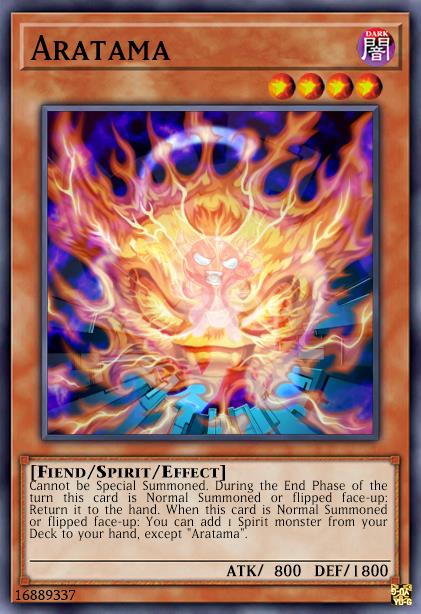 Aratama
DARK
闇
[Fiend/Spirit/Effect]
Cannot be Special Summoned. During the End Phase of the
turn this card is Normal Summoned or flipped face-up:
Return it to the hand. When this card is Normal Summoned
or flipped face-up: You can add 1 Spirit monster from your
Deck to your hand, except "Aratama".
ATK/ 800 DEF/1800
16889337